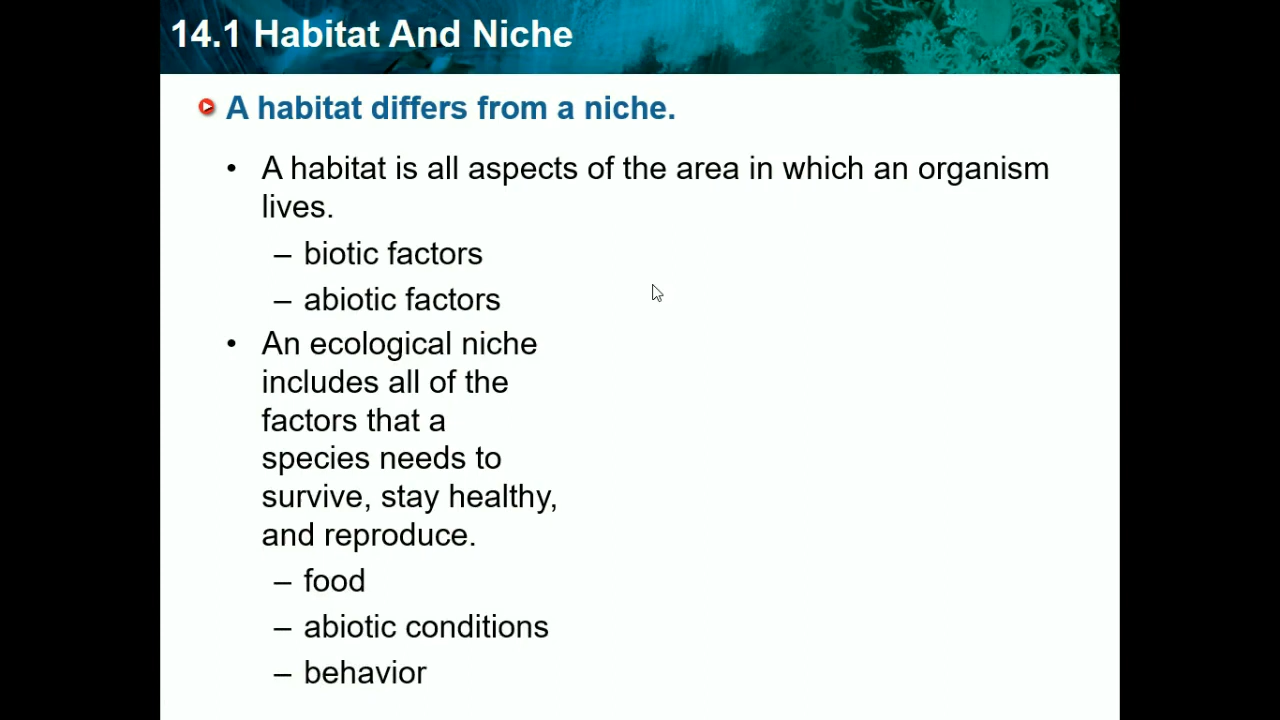 14.1 Habitat And Niche
A habitat differs from a niche.
• A habitat is all aspects of the area in which an organism
lives.
– biotic factors
– abiotic factors
• An ecological niche
includes all of the
factors that a
species needs to
survive, stay healthy,
and reproduce.
– food
– abiotic conditions
– behavior